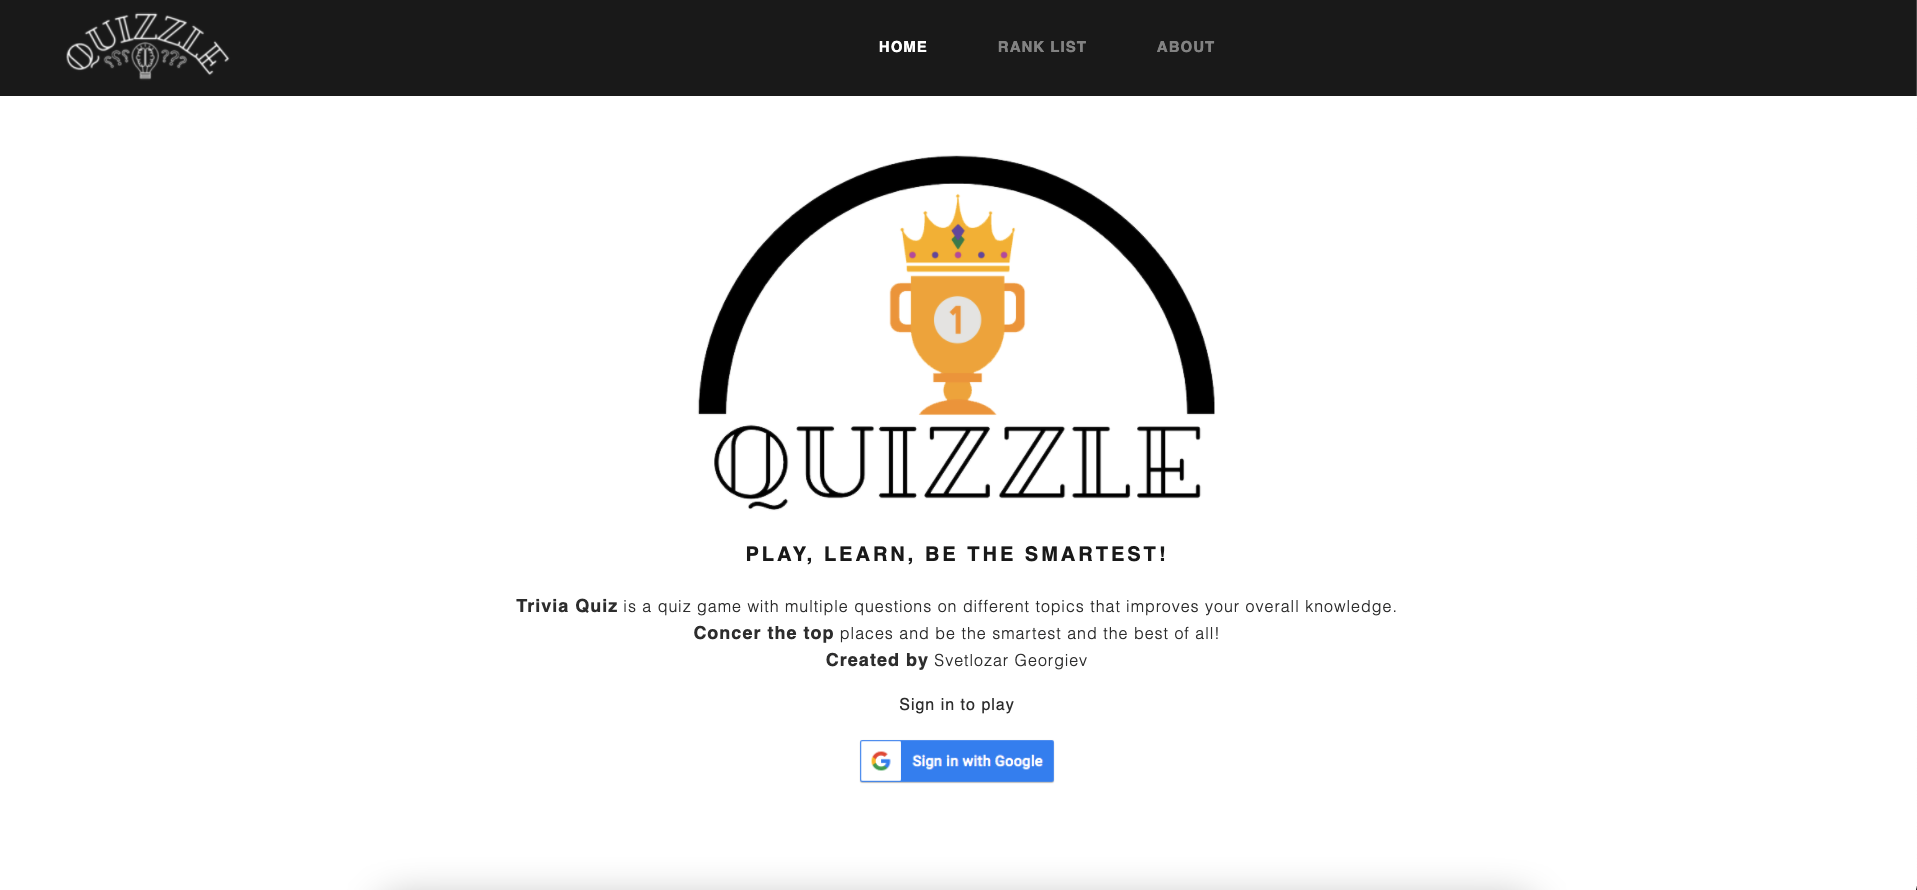 QUIZZLE
??? ???
HOME RANK LIST ABOUT
1
QUIZZLE
PLAY, LEARN, BE THE SMARTEST!
Trivia Quiz is a quiz game with multiple questions on different topics that improves your overall knowledge.
Concer the top places and be the smartest and the best of all!
Created by Svetlozar Georgiev
Sign in to play
G Sign in with Google